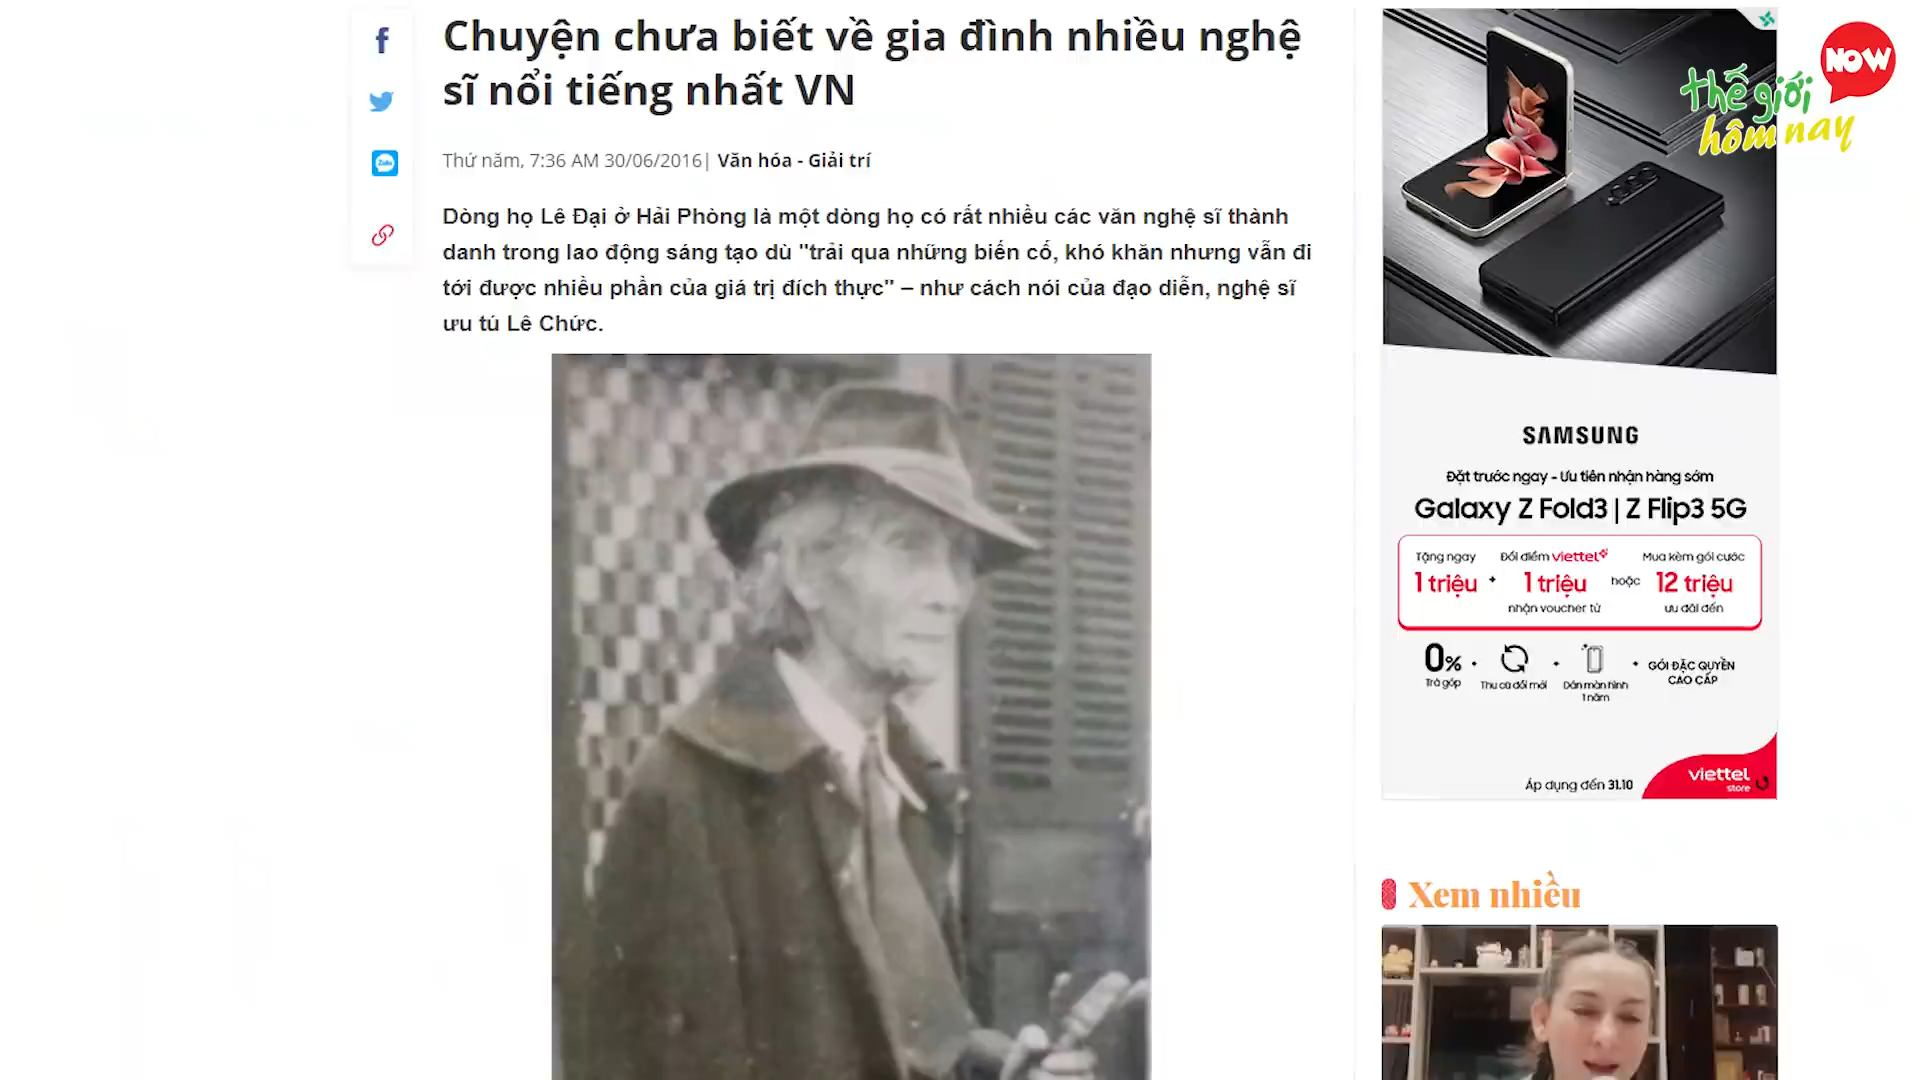 Chuyện chưa biết về gia đình nhiều nghệ
sĩ nổi tiếng nhất VN
Thứ năm, 7:36 AM 30/06/2016| Văn hóa - Giải trí
Dòng họ Lê Đại ở Hải Phòng là một dòng họ có rất nhiều các văn nghệ sĩ thành
danh trong lao động sáng tạo dù "trải qua những biến cố, khó khăn nhưng vẫn đi
tới được nhiều phần của giá trị đích thực" – như cách nói của đạo diễn, nghệ sĩ
ưu tú Lê Chức.
Zalo
NOW
thế giới
hôm nay
SAMSUNG
Đặt trước ngay - Ưu tiên nhận hàng sớm
Galaxy Z Fold3 | Z Flip3 5G
Tặng ngay
1 triệu
+
Đổi điểm viettel+
1 triệu
nhận voucher từ
hoặc
Mua kèm gói cước
12 triệu
ưu đãi đến
0%
Trả góp
Thu cũ đổi mới
Dán màn hình
1 năm
GÓI ĐẶC QUYỀN
CAO CẤP
Áp dụng đến 31.10
viettel
store
Xem nhiều